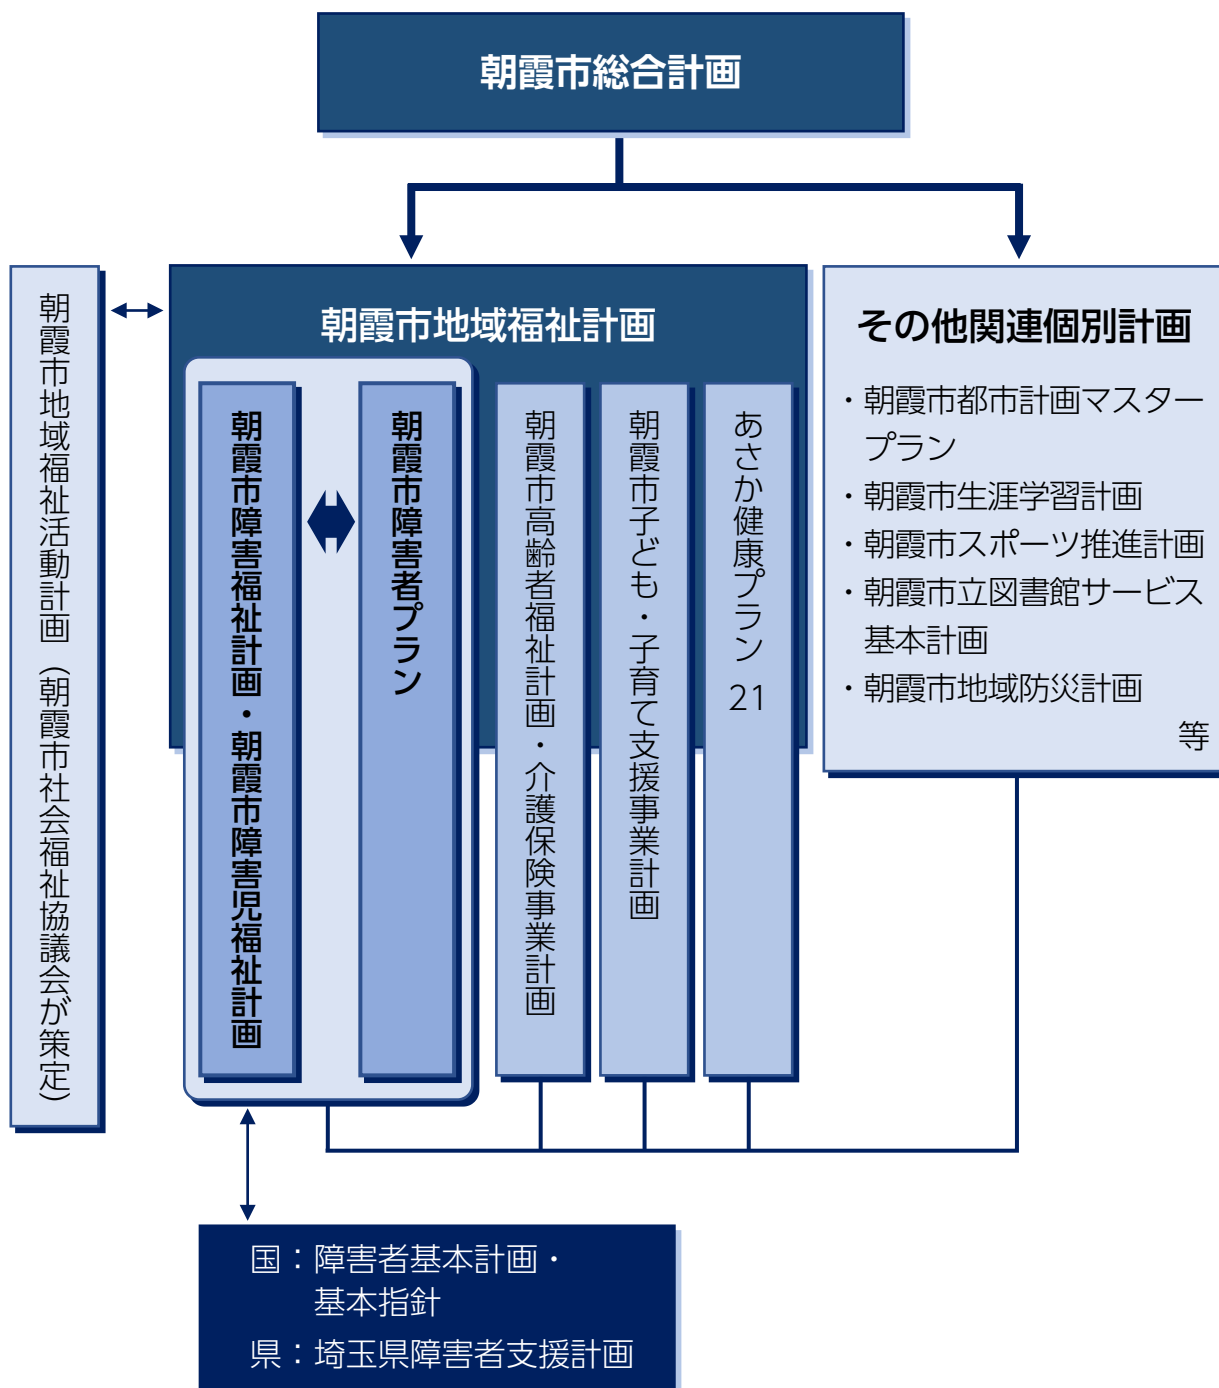 朝霞市総合計画
朝霞市地域福祉活動計画（朝霞市社会福祉協議会が策定）
朝霞市地域福祉計画
朝霞市障害福祉計画・朝霞市障害児福祉計画
朝霞市障害者プラン
朝霞市高齢者福祉計画・介護保険事業計画
朝霞市子ども・子育て支援事業計画
あさか健康プラン 21
その他関連個別計画
・朝霞市都市計画マスター
プラン
・朝霞市生涯学習計画
・朝霞市スポーツ推進計画
・朝霞市立図書館サービス
基本計画
・朝霞市地域防災計画
等
国：障害者基本計画・
基本指針
県：埼玉県障害者支援計画